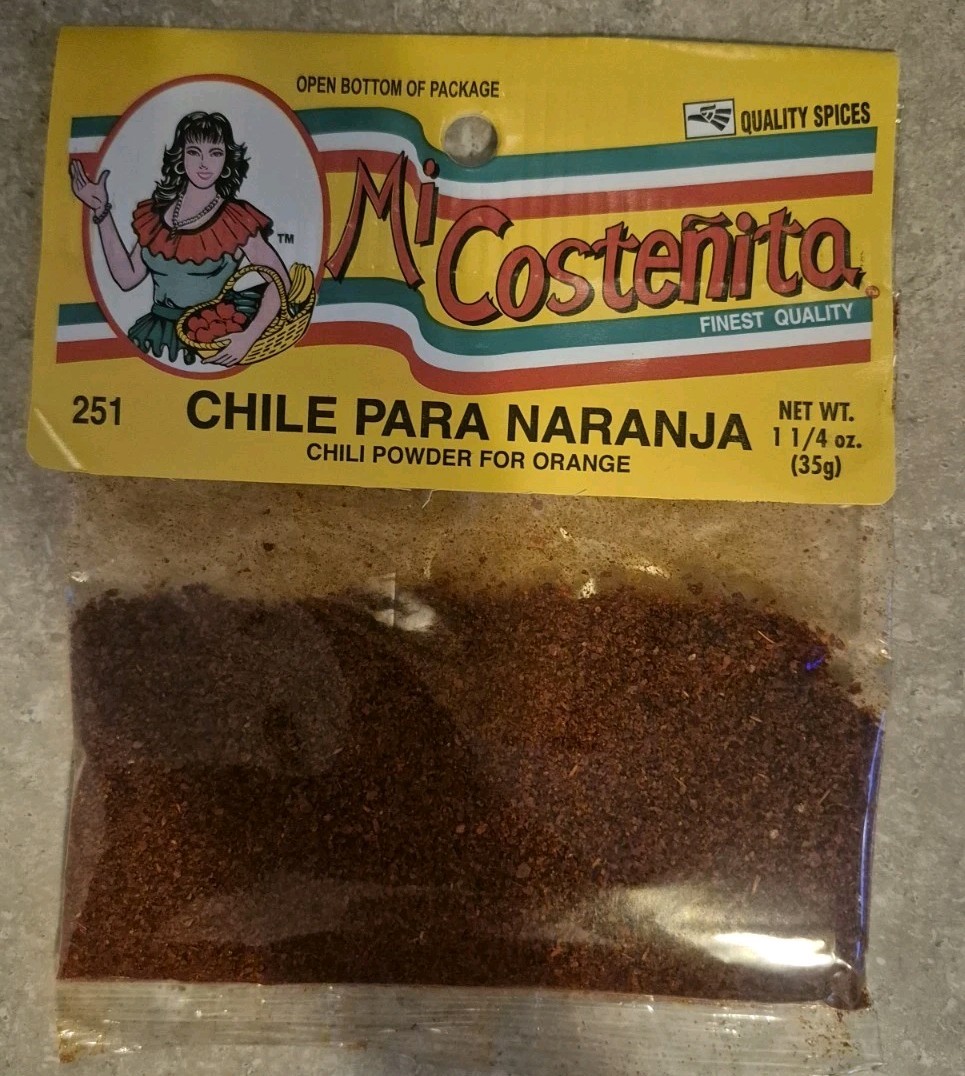 OPEN BOTTOM OF PACKAGE
QUALITY SPICES
TM
Mi Costeñita
TM
FINEST QUALITY
251
CHILE PARA NARANJA
CHILI POWDER FOR ORANGE
NET WT.
1 1/4 oz.
(35g)